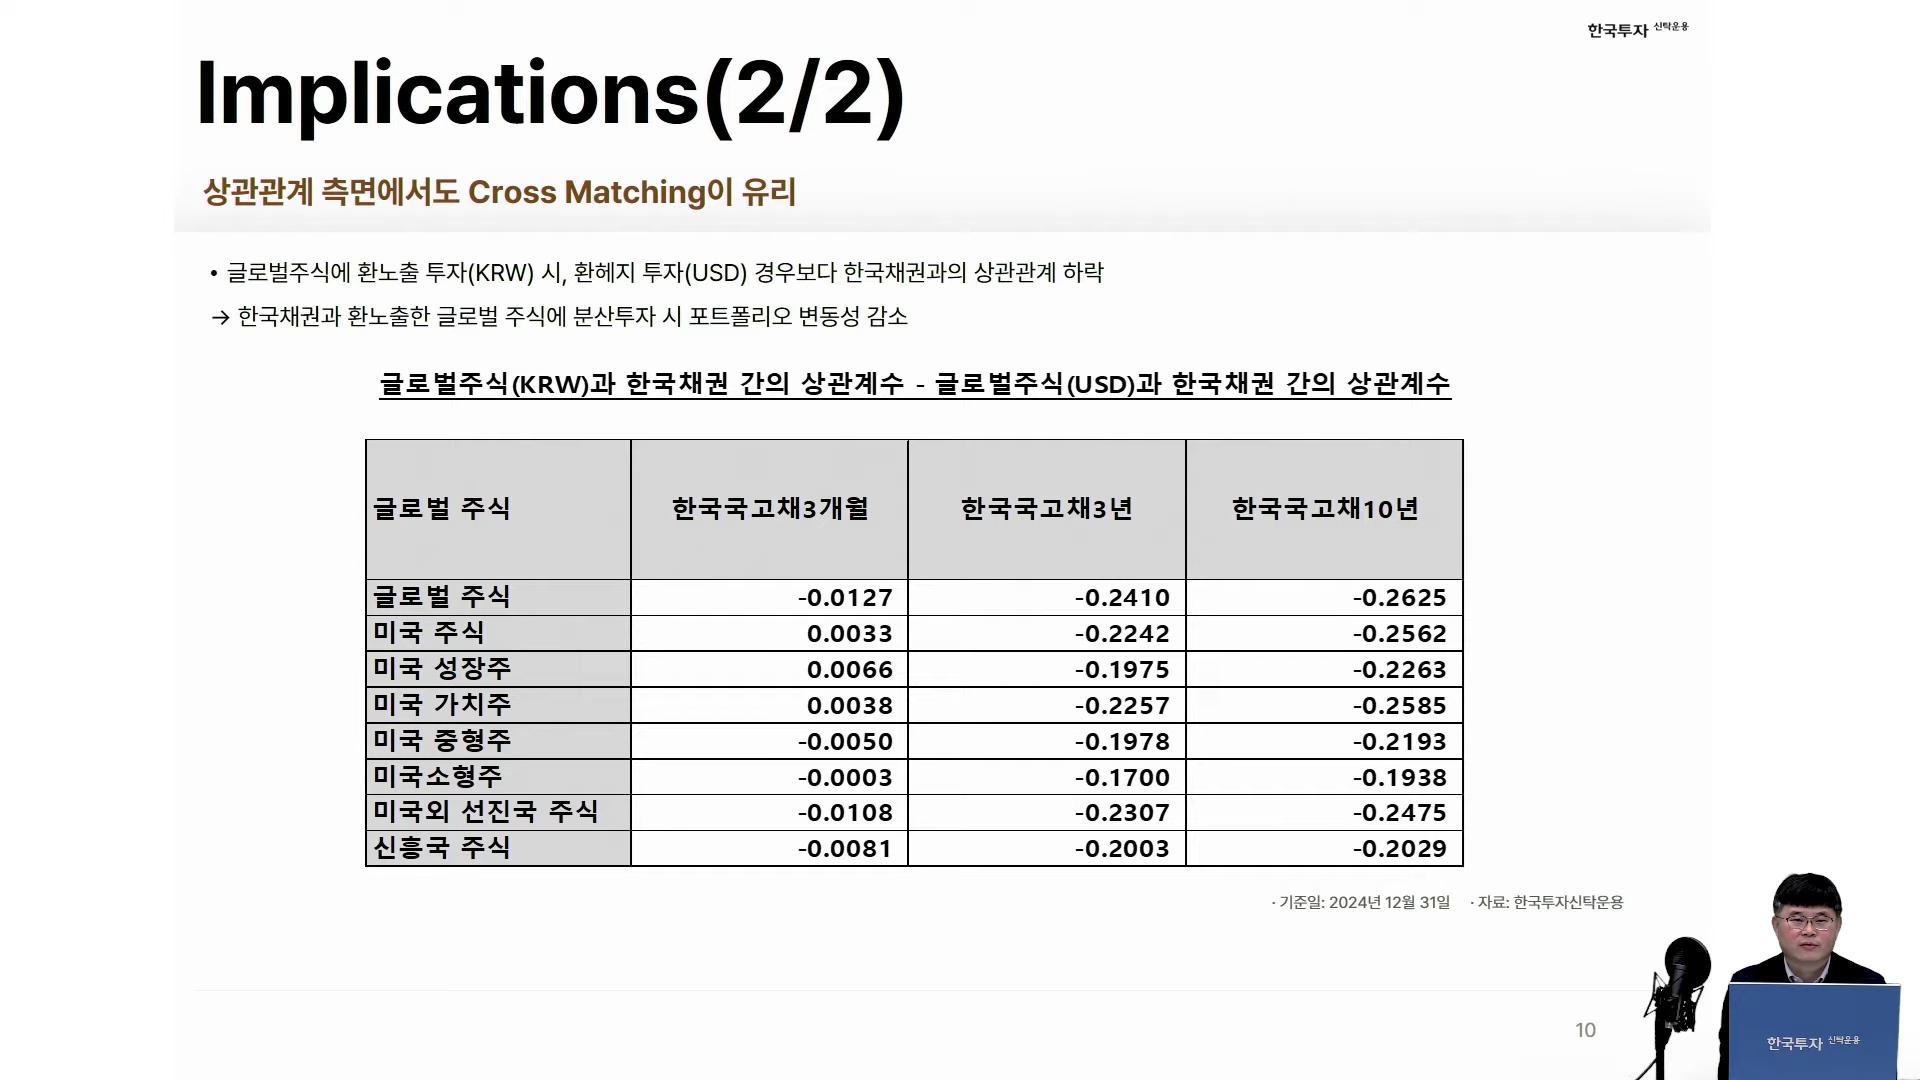 한국투자 신탁운용
Implications(2/2)
상관관계 측면에서도 Cross Matching이 유리
• 글로벌주식에 환노출 투자(KRW) 시, 환헤지 투자(USD) 경우보다 한국채권과의 상관관계 하락
→ 한국채권과 환노출한 글로벌 주식에 분산투자 시 포트폴리오 변동성 감소
글로벌주식(KRW)과 한국채권 간의 상관계수 - 글로벌주식(USD)과 한국채권 간의 상관계수
글로벌 주식 한국국고채3개월 한국국고채3년 한국국고채10년
글로벌 주식 -0.0127 -0.2410 -0.2625
미국 주식 0.0033 -0.2242 -0.2562
미국 성장주 0.0066 -0.1975 -0.2263
미국 가치주 0.0038 -0.2257 -0.2585
미국 중형주 -0.0050 -0.1978 -0.2193
미국소형주 -0.0003 -0.1700 -0.1938
미국외 선진국 주식 -0.0108 -0.2307 -0.2475
신흥국 주식 -0.0081 -0.2003 -0.2029
· 기준일: 2024년 12월 31일 · 자료: 한국투자신탁운용
10
한국투자 신탁운용